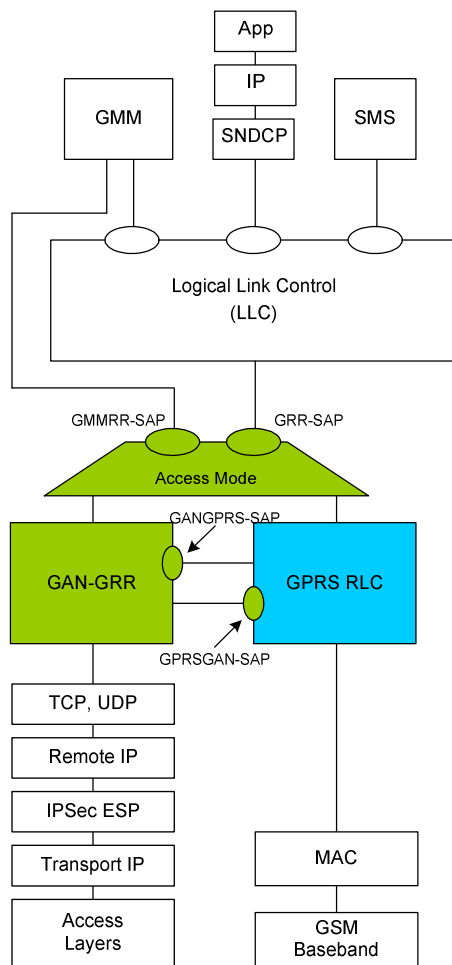 App
IP
GMM
SNDCP
SMS
Logical Link Control
(LLC)
GMMRR-SAP
GRR-SAP
Access Mode
GANGPRS-SAP
GAN-GRR
GPRS RLC
GPRSGAN-SAP
TCP, UDP
Remote IP
IPSec ESP
Transport IP
MAC
Access
Layers
GSM
Baseband